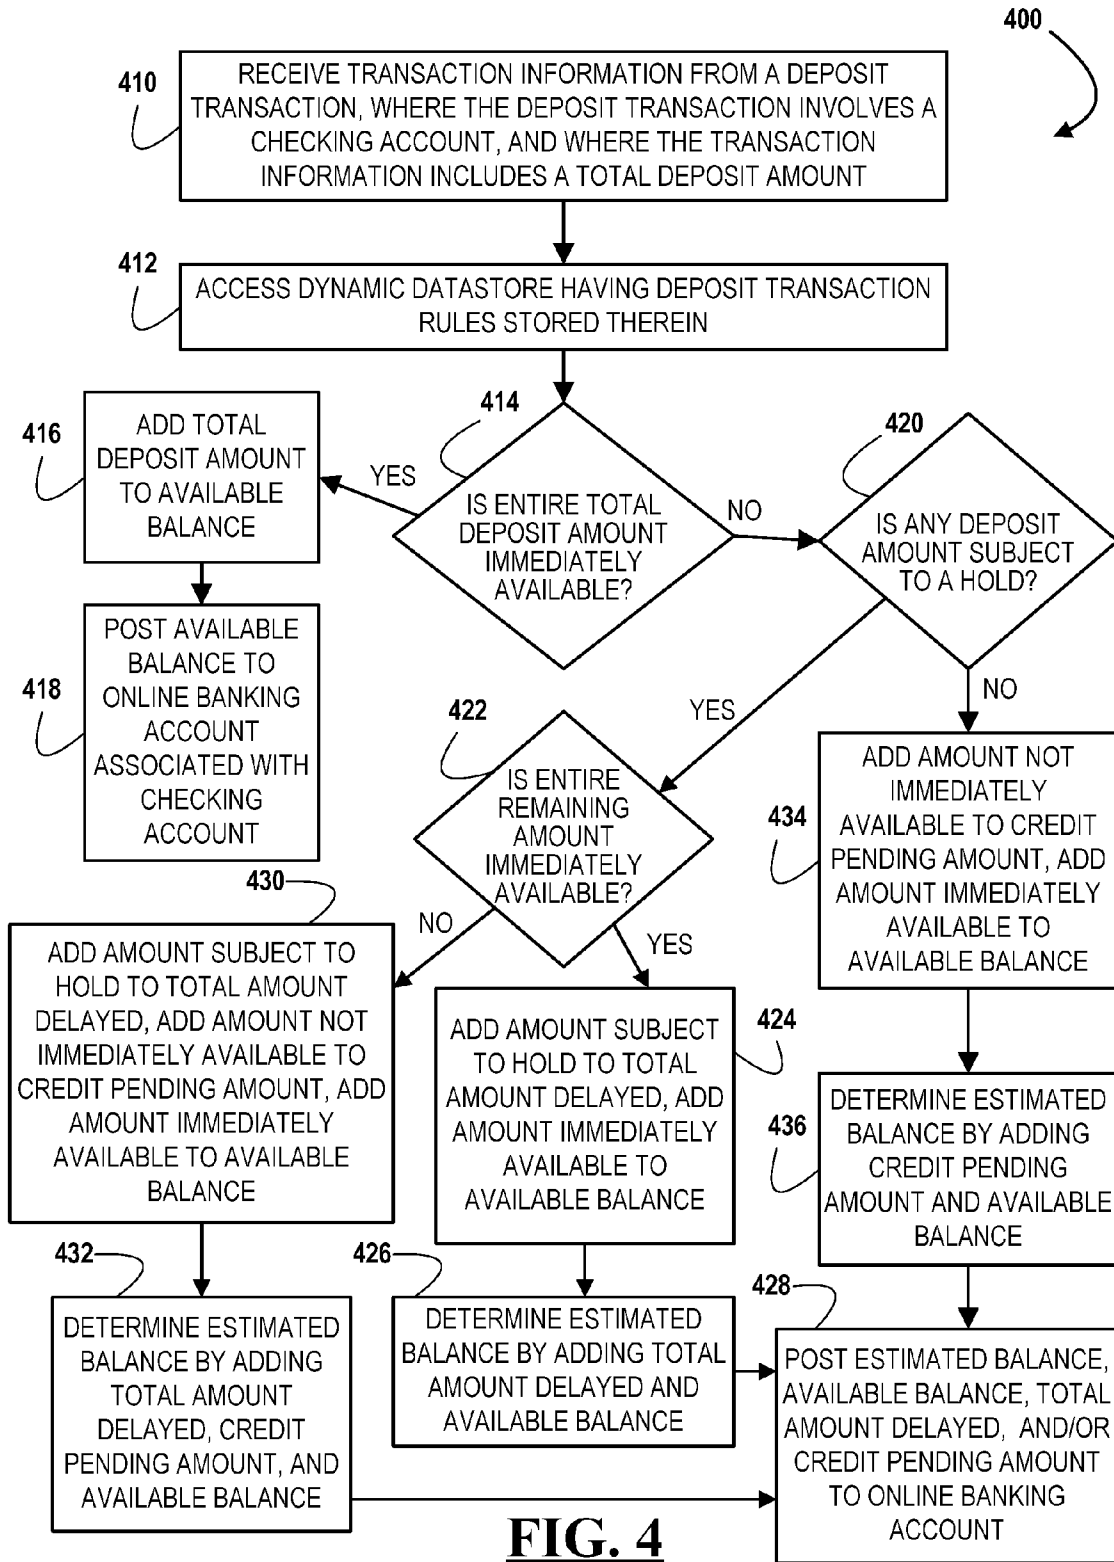 400
410
RECEIVE TRANSACTION INFORMATION FROM A DEPOSIT
TRANSACTION, WHERE THE DEPOSIT TRANSACTION INVOLVES A
CHECKING ACCOUNT, AND WHERE THE TRANSACTION
INFORMATION INCLUDES A TOTAL DEPOSIT AMOUNT
412
ACCESS DYNAMIC DATASTORE HAVING DEPOSIT TRANSACTION
RULES STORED THEREIN
414
IS ENTIRE TOTAL
DEPOSIT AMOUNT
IMMEDIATELY
AVAILABLE?
YES
NO
416
ADD TOTAL
DEPOSIT AMOUNT
TO AVAILABLE
BALANCE
418
POST AVAILABLE
BALANCE TO
ONLINE BANKING
ACCOUNT
ASSOCIATED WITH
CHECKING
ACCOUNT
420
IS ANY DEPOSIT
AMOUNT SUBJECT
TO A HOLD?
YES
NO
422
IS ENTIRE
REMAINING
AMOUNT
IMMEDIATELY
AVAILABLE?
NO
YES
434
ADD AMOUNT NOT
IMMEDIATELY
AVAILABLE TO CREDIT
PENDING AMOUNT, ADD
AMOUNT IMMEDIATELY
AVAILABLE TO
AVAILABLE BALANCE
430
ADD AMOUNT SUBJECT TO
HOLD TO TOTAL AMOUNT
DELAYED, ADD AMOUNT NOT
IMMEDIATELY AVAILABLE TO
CREDIT PENDING AMOUNT, ADD
AMOUNT IMMEDIATELY
AVAILABLE TO AVAILABLE
BALANCE
424
ADD AMOUNT SUBJECT
TO HOLD TO TOTAL
AMOUNT DELAYED, ADD
AMOUNT IMMEDIATELY
AVAILABLE TO
AVAILABLE BALANCE
436
DETERMINE ESTIMATED
BALANCE BY ADDING
CREDIT PENDING
AMOUNT AND AVAILABLE
BALANCE
432
DETERMINE ESTIMATED
BALANCE BY ADDING
TOTAL AMOUNT
DELAYED, CREDIT
PENDING AMOUNT, AND
AVAILABLE BALANCE
426
DETERMINE ESTIMATED
BALANCE BY ADDING TOTAL
AMOUNT DELAYED AND
AVAILABLE BALANCE
428
POST ESTIMATED BALANCE,
AVAILABLE BALANCE, TOTAL
AMOUNT DELAYED, AND/OR
CREDIT PENDING AMOUNT
TO ONLINE BANKING
ACCOUNT
FIG. 4